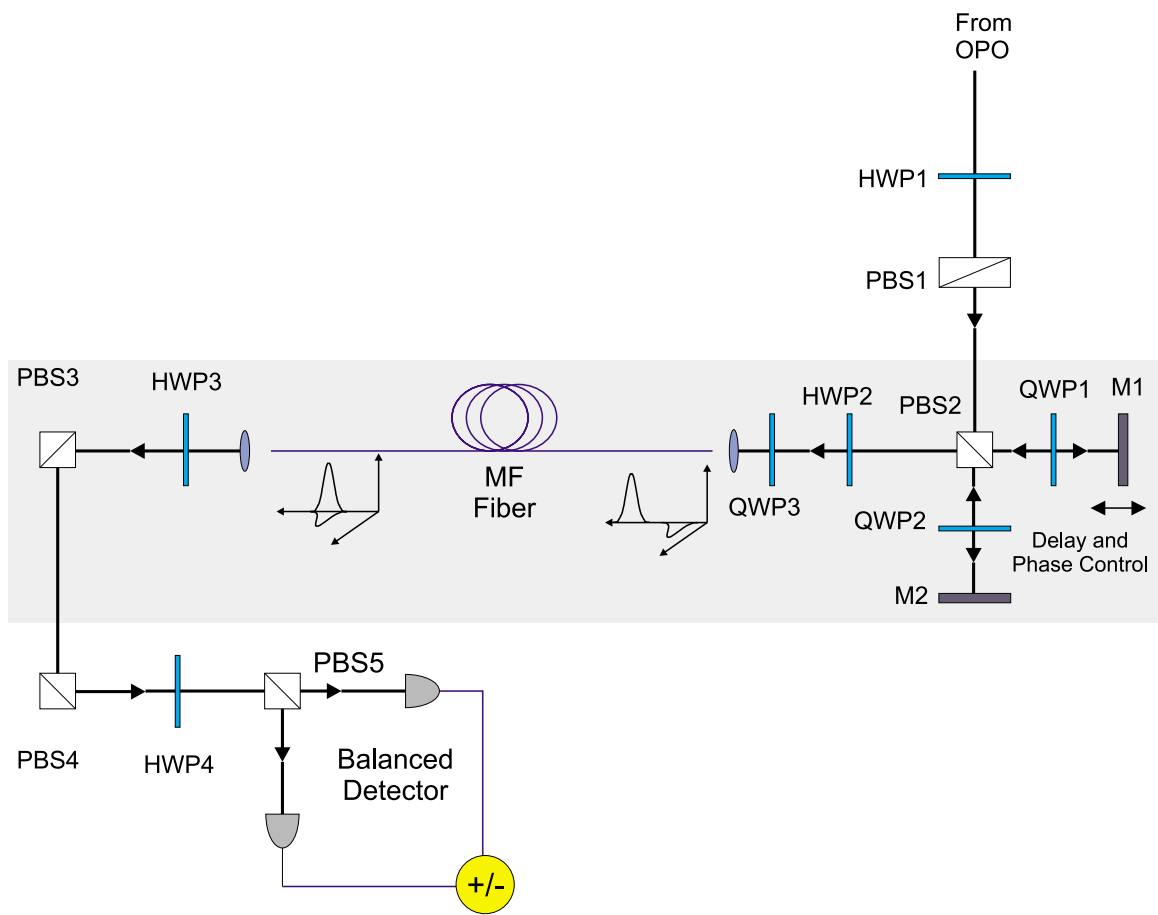 From
OPO
HWP1
PBS1
PBS3
HWP3
MF
Fiber
QWP3
HWP2
PBS2
QWP1
M1
QWP2
Delay and
Phase Control
M2
PBS4
HWP4
PBS5
Balanced
Detector
+/-